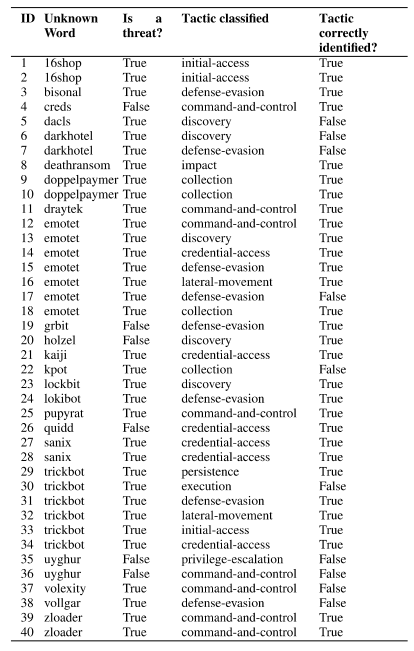 ID Unknown Word Is a threat? Tactic classified Tactic correctly identified?
1 16shop True initial-access True
2 16shop True initial-access True
3 bisonal True defense-evasion True
4 creds False command-and-control True
5 dacls True discovery False
6 darkhotel True discovery False
7 darkhotel True defense-evasion False
8 deathransom True impact True
9 doppelpaymer True collection True
10 doppelpaymer True collection True
11 draytek True command-and-control True
12 emotet True command-and-control True
13 emotet True discovery True
14 emotet True credential-access True
15 emotet True defense-evasion True
16 emotet True lateral-movement True
17 emotet True defense-evasion False
18 emotet True collection True
19 grbit False defense-evasion True
20 holzel False discovery True
21 kaiji True credential-access True
22 kpot True collection False
23 lockbit True discovery True
24 lokibot True defense-evasion True
25 pupyrat True command-and-control True
26 quidd False credential-access True
27 sanix True credential-access True
28 sanix True credential-access True
29 trickbot True persistence True
30 trickbot True execution False
31 trickbot True defense-evasion True
32 trickbot True lateral-movement True
33 trickbot True initial-access True
34 trickbot True credential-access True
35 uyghur False privilege-escalation False
36 uyghur False command-and-control False
37 volexity True command-and-control False
38 vollgar True defense-evasion False
39 zloader True command-and-control True
40 zloader True command-and-control True